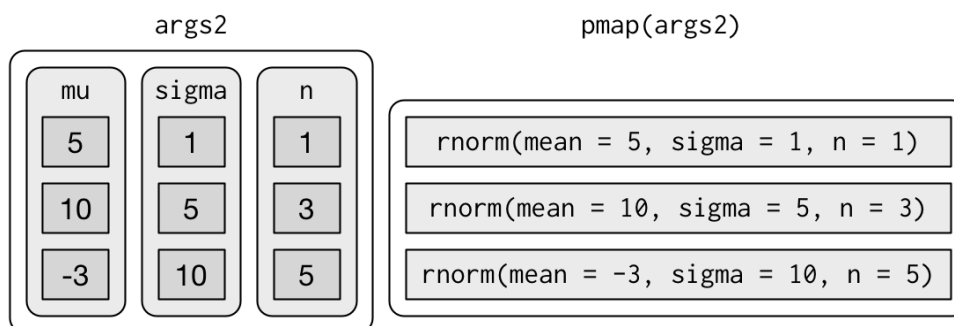 args2
pmap(args2)
mu sigma n
5 1 1
10 5 3
-3 10 5
rnorm(mean = 5, sigma = 1, n = 1)
rnorm(mean = 10, sigma = 5, n = 3)
rnorm(mean = -3, sigma = 10, n = 5)